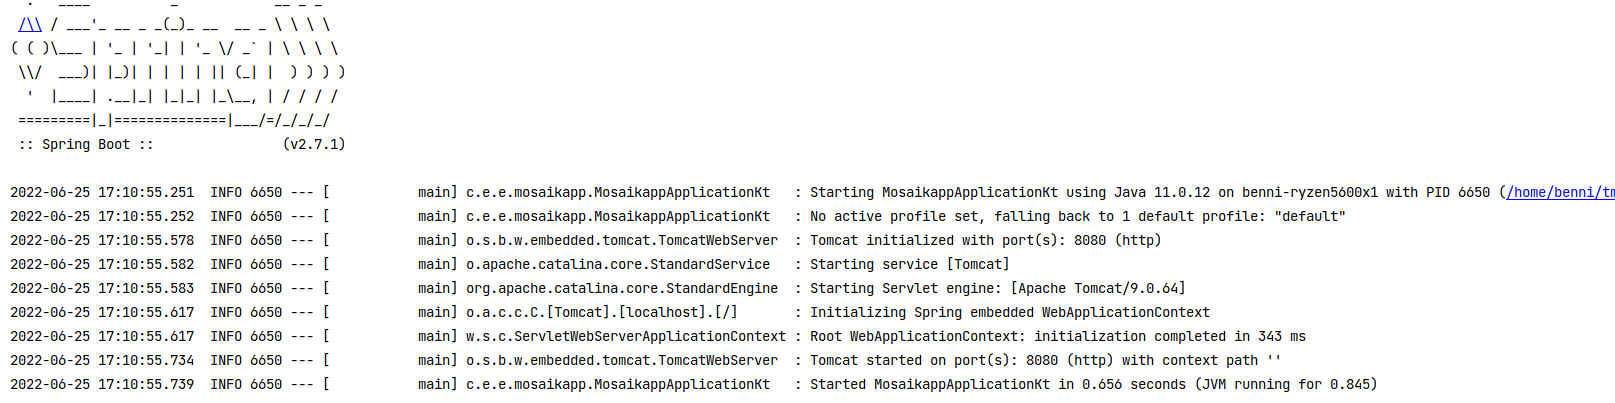 .   ____          _            __ _ _
 /\\ / ___'_ __ _ _(_)_ __  __ _ \ \ \ \
( ( )\___ | '_ | '_| | '_ \/ _` | \ \ \ \
 \\/  ___)| |_)| | | | | || (_| |  ) ) ) )
  '  |____| .__|_| |_|_| |_\__, | / / / /
 =========|_|==============|___/=/_/_/_/
 :: Spring Boot ::                (v2.7.1)

2022-06-25 17:10:55.251  INFO 6650 --- [           main] c.e.e.mosaikapp.MosaikappApplicationKt   : Starting MosaikappApplicationKt using Java 11.0.12 on benni-ryzen5600x1 with PID 6650 (/home/benni/tm
2022-06-25 17:10:55.252  INFO 6650 --- [           main] c.e.e.mosaikapp.MosaikappApplicationKt   : No active profile set, falling back to 1 default profile: "default"
2022-06-25 17:10:55.578  INFO 6650 --- [           main] o.s.b.w.embedded.tomcat.TomcatWebServer  : Tomcat initialized with port(s): 8080 (http)
2022-06-25 17:10:55.582  INFO 6650 --- [           main] o.apache.catalina.core.StandardService   : Starting service [Tomcat]
2022-06-25 17:10:55.583  INFO 6650 --- [           main] org.apache.catalina.core.StandardEngine  : Starting Servlet engine: [Apache Tomcat/9.0.64]
2022-06-25 17:10:55.617  INFO 6650 --- [           main] o.a.c.c.C.[Tomcat].[localhost].[/]       : Initializing Spring embedded WebApplicationContext
2022-06-25 17:10:55.617  INFO 6650 --- [           main] w.s.c.ServletWebServerApplicationContext : Root WebApplicationContext: initialization completed in 343 ms
2022-06-25 17:10:55.734  INFO 6650 --- [           main] o.s.b.w.embedded.tomcat.TomcatWebServer  : Tomcat started on port(s): 8080 (http) with context path ''
2022-06-25 17:10:55.739  INFO 6650 --- [           main] c.e.e.mosaikapp.MosaikappApplicationKt   : Started MosaikappApplicationKt in 0.656 seconds (JVM running for 0.845)